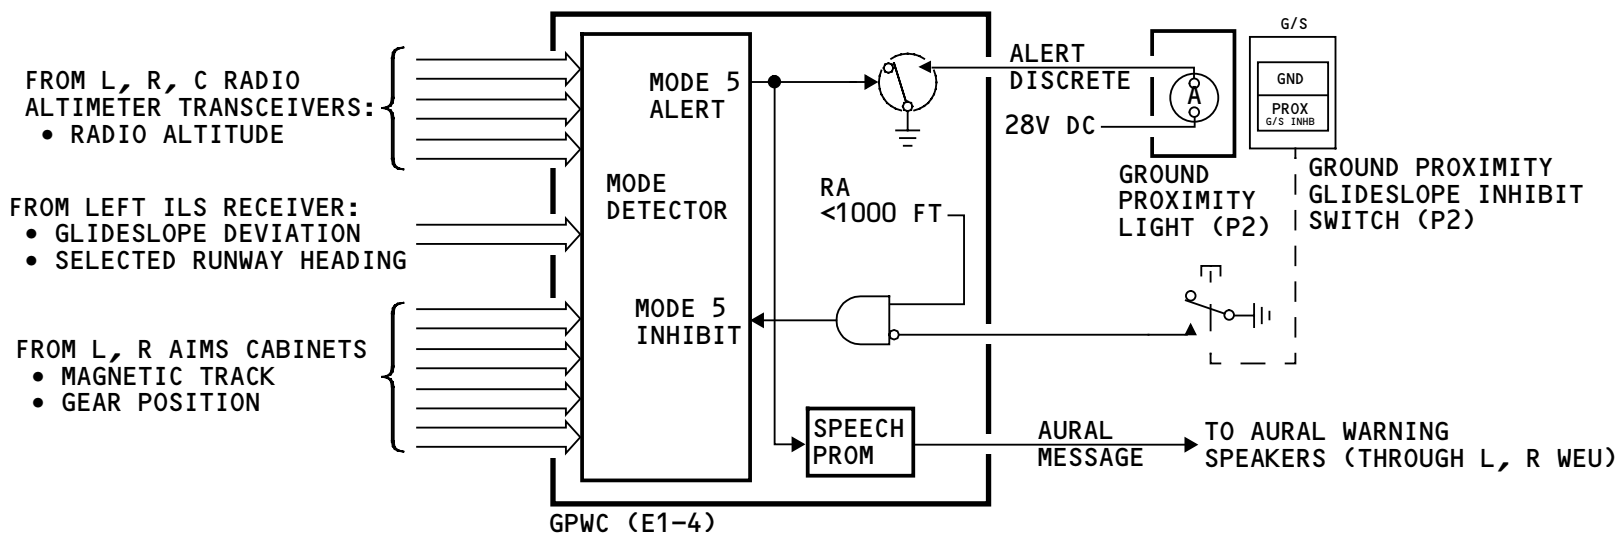 FROM L, R, C RADIO
ALTIMETER TRANSCEIVERS:
• RADIO ALTITUDE
FROM LEFT ILS RECEIVER:
• GLIDESLOPE DEVIATION
• SELECTED RUNWAY HEADING
FROM L, R AIMS CABINETS
• MAGNETIC TRACK
• GEAR POSITION
MODE 5
ALERT
MODE
DETECTOR
MODE 5
INHIBIT
RA
<1000 FT
SPEECH
PROM
GPWC (E1-4)
ALERT
DISCRETE
28V DC
A
GROUND
PROXIMITY
LIGHT (P2)
G/S
GND
PROX
G/S INHB
GROUND PROXIMITY
GLIDESLOPE INHIBIT
SWITCH (P2)
AURAL
MESSAGE
TO AURAL WARNING
SPEAKERS (THROUGH L, R WEU)